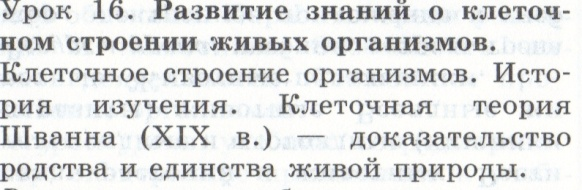 Урок 16. Развитие знаний о клеточ-
ном строении живых организмов.
Клеточное строение организмов. Исто-
рия изучения. Клеточная теория
Шванна (XIX в.) — доказательство
родства и единства живой природы.